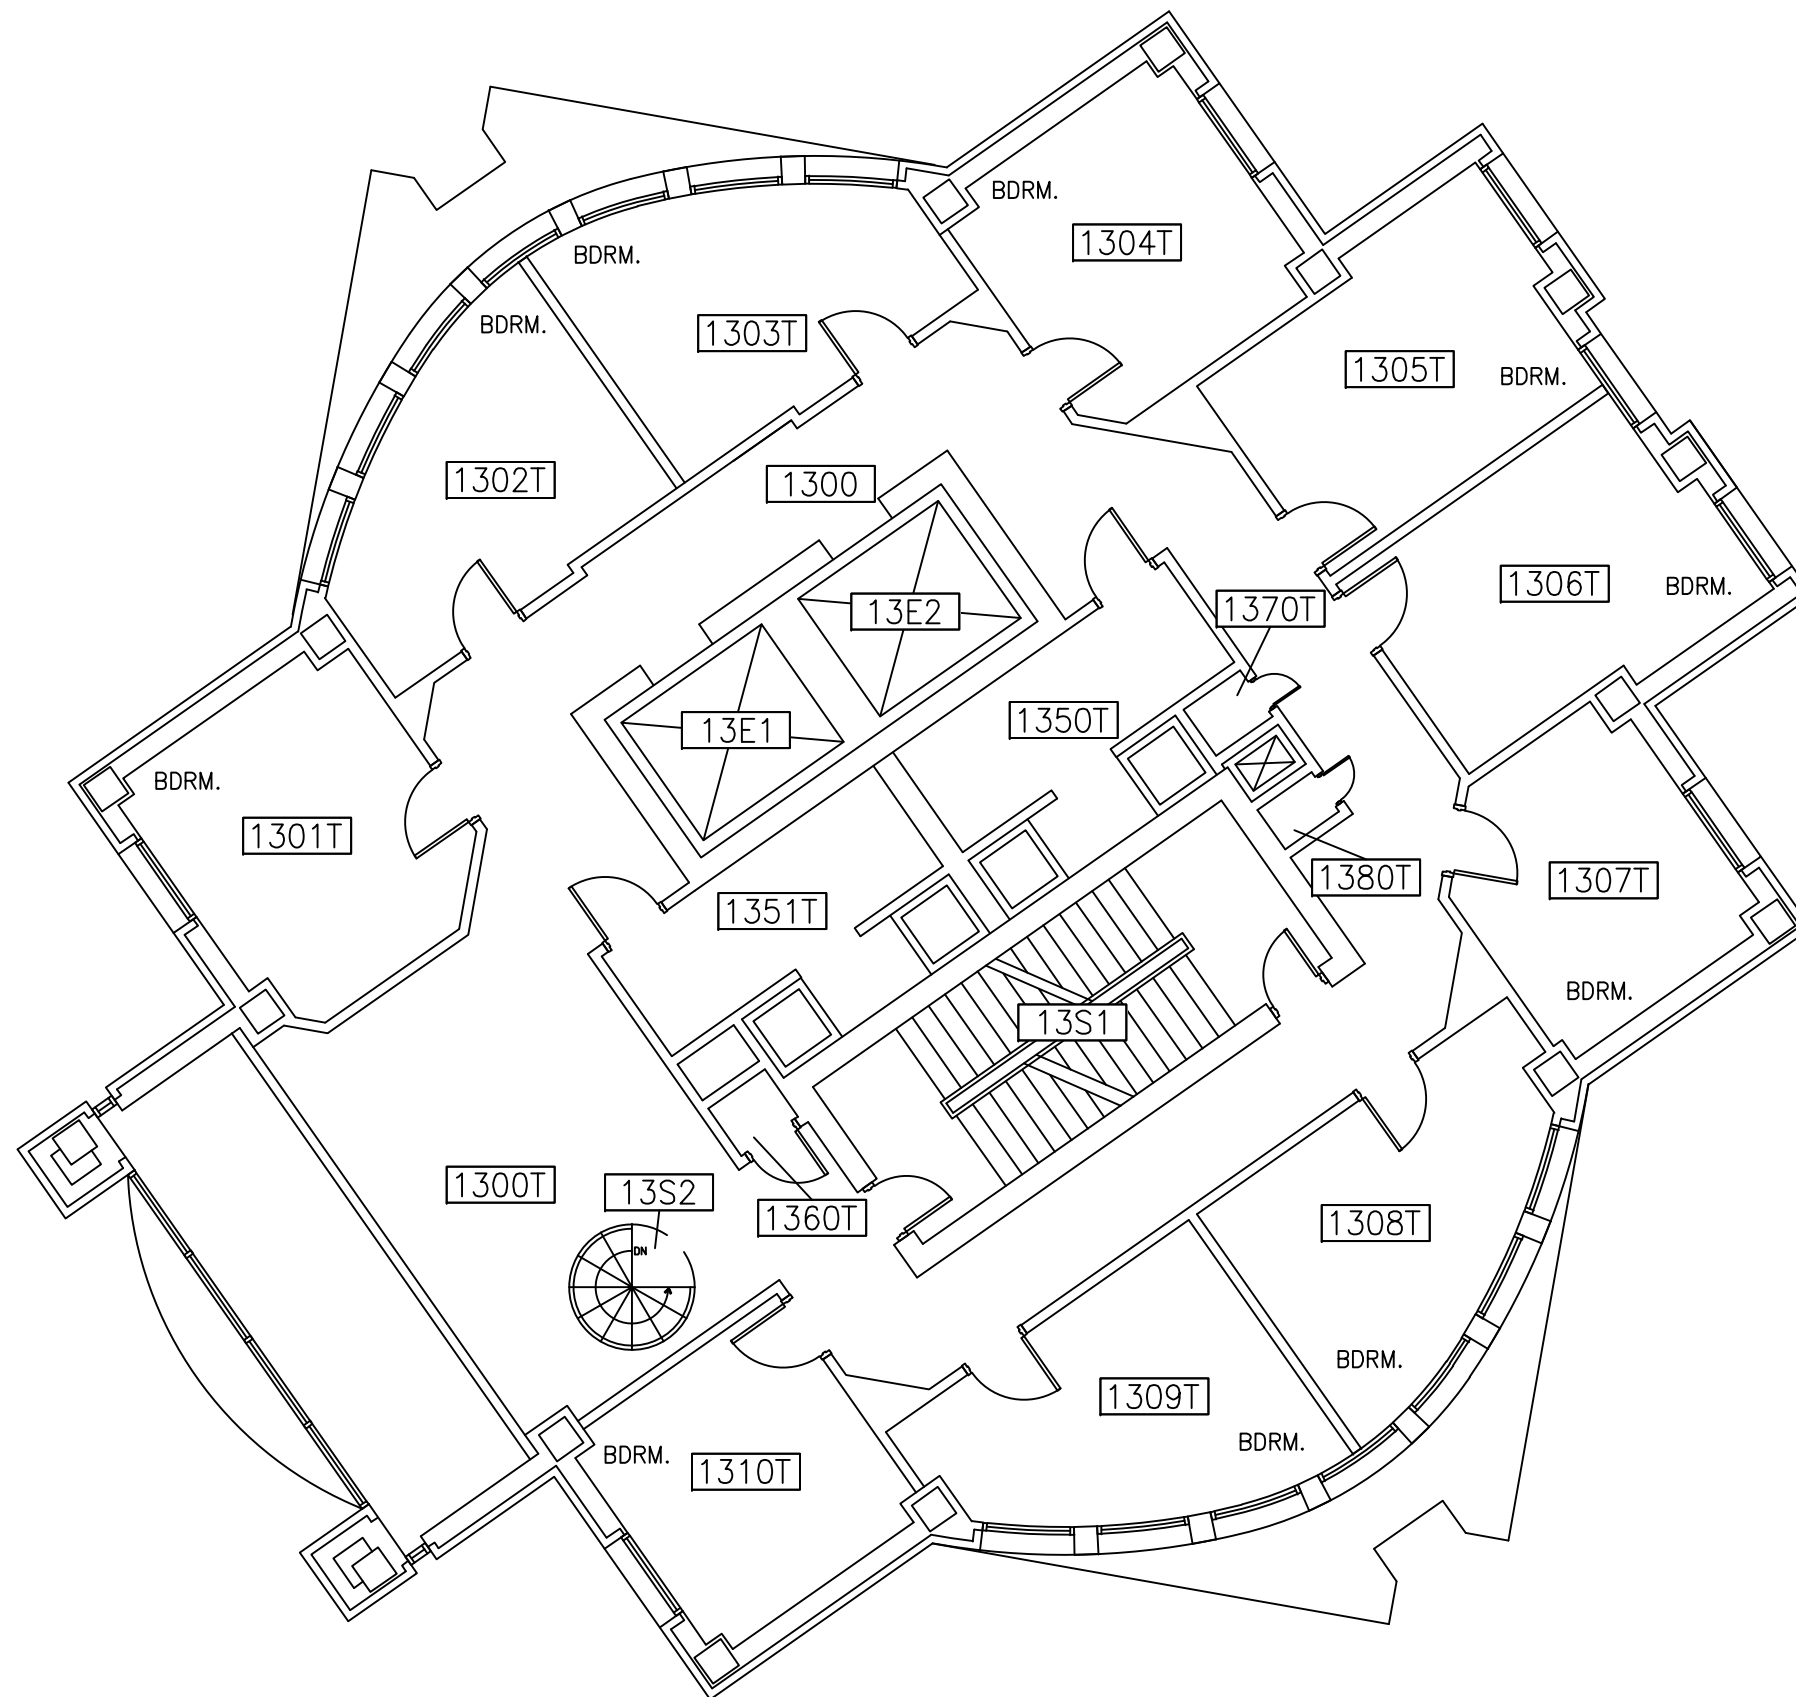 BDRM.
1304T
BDRM.
BDRM.
1303T
1305T
BDRM.
1302T
1300
13E2
1370T
1306T
BDRM.
13E1
1350T
BDRM.
1301T
1351T
1380T
1307T
BDRM.
13S1
1300T
13S2
DN
1360T
1308T
BDRM.
1309T
BDRM.
BDRM.
1310T